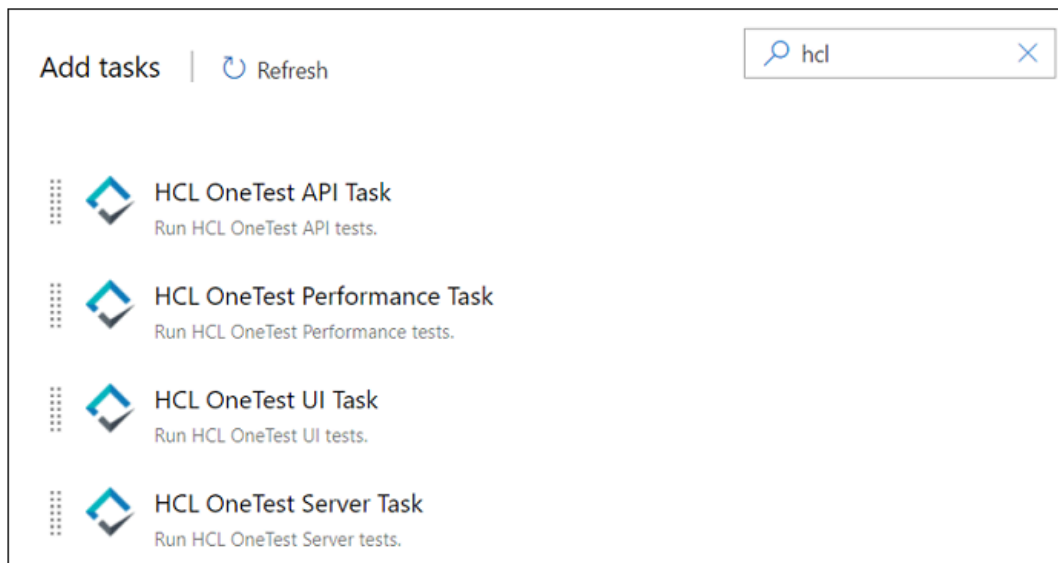 Add tasks
Refresh
hcl
HCL OneTest API Task
Run HCL OneTest API tests.
HCL OneTest Performance Task
Run HCL OneTest Performance tests.
HCL OneTest UI Task
Run HCL OneTest UI tests.
HCL OneTest Server Task
Run HCL OneTest Server tests.